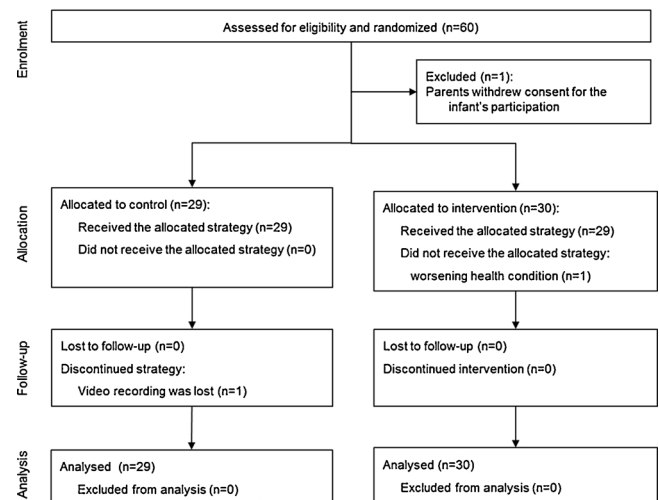 Enrolment
Assessed for eligibility and randomized (n=60)
Excluded (n=1):
Parents withdrew consent for the
infant's participation
Allocation
Allocated to control (n=29):
Received the allocated strategy (n=29)
Did not receive the allocated strategy (n=0)
Allocated to intervention (n=30):
Received the allocated strategy (n=29)
Did not receive the allocated strategy:
worsening health condition (n=1)
Follow-up
Lost to follow-up (n=0)
Discontinued strategy:
Video recording was lost (n=1)
Lost to follow-up (n=0)
Discontinued intervention (n=0)
Analysis
Analysed (n=29)
Excluded from analysis (n=0)
Analysed (n=30)
Excluded from analysis (n=0)